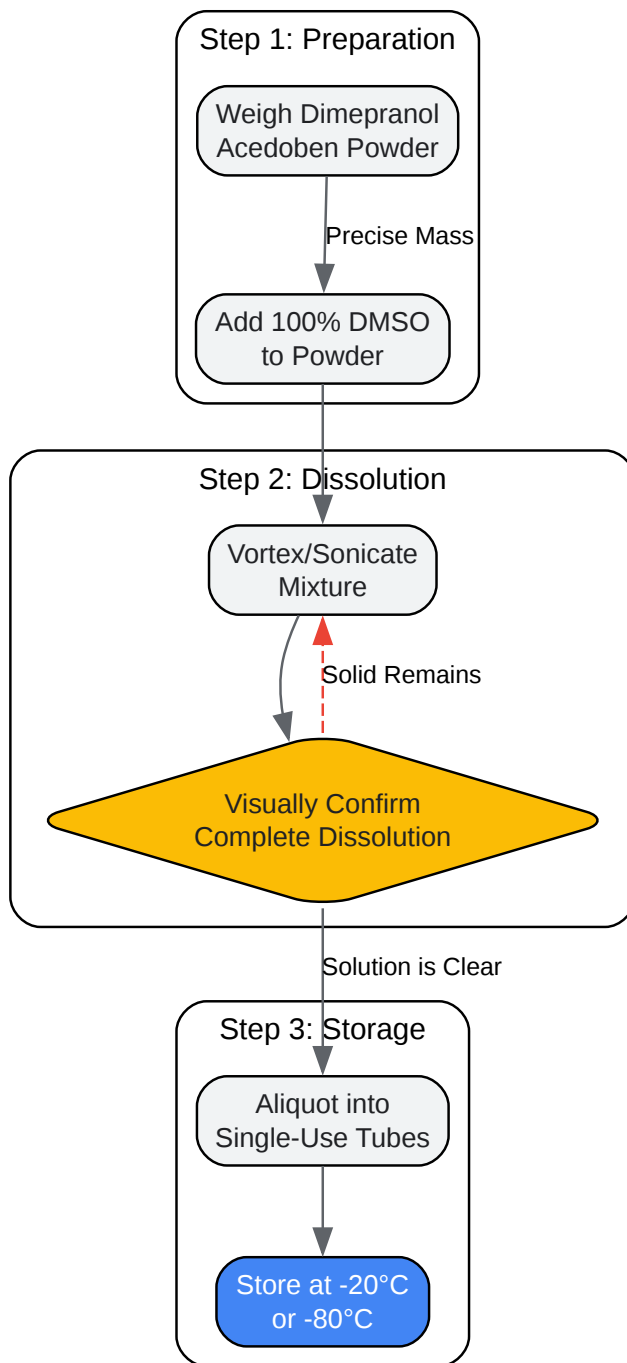 Step 1: Preparation
Weigh Dimepranol
Acedoben Powder
Precise Mass
Add 100% DMSO
to Powder
Step 2: Dissolution
Vortex/Sonicate
Mixture
Solid Remains
Visually Confirm
Complete Dissolution
Solution is Clear
Step 3: Storage
Aliquot into
Single-Use Tubes
Store at -20°C
or -80°C